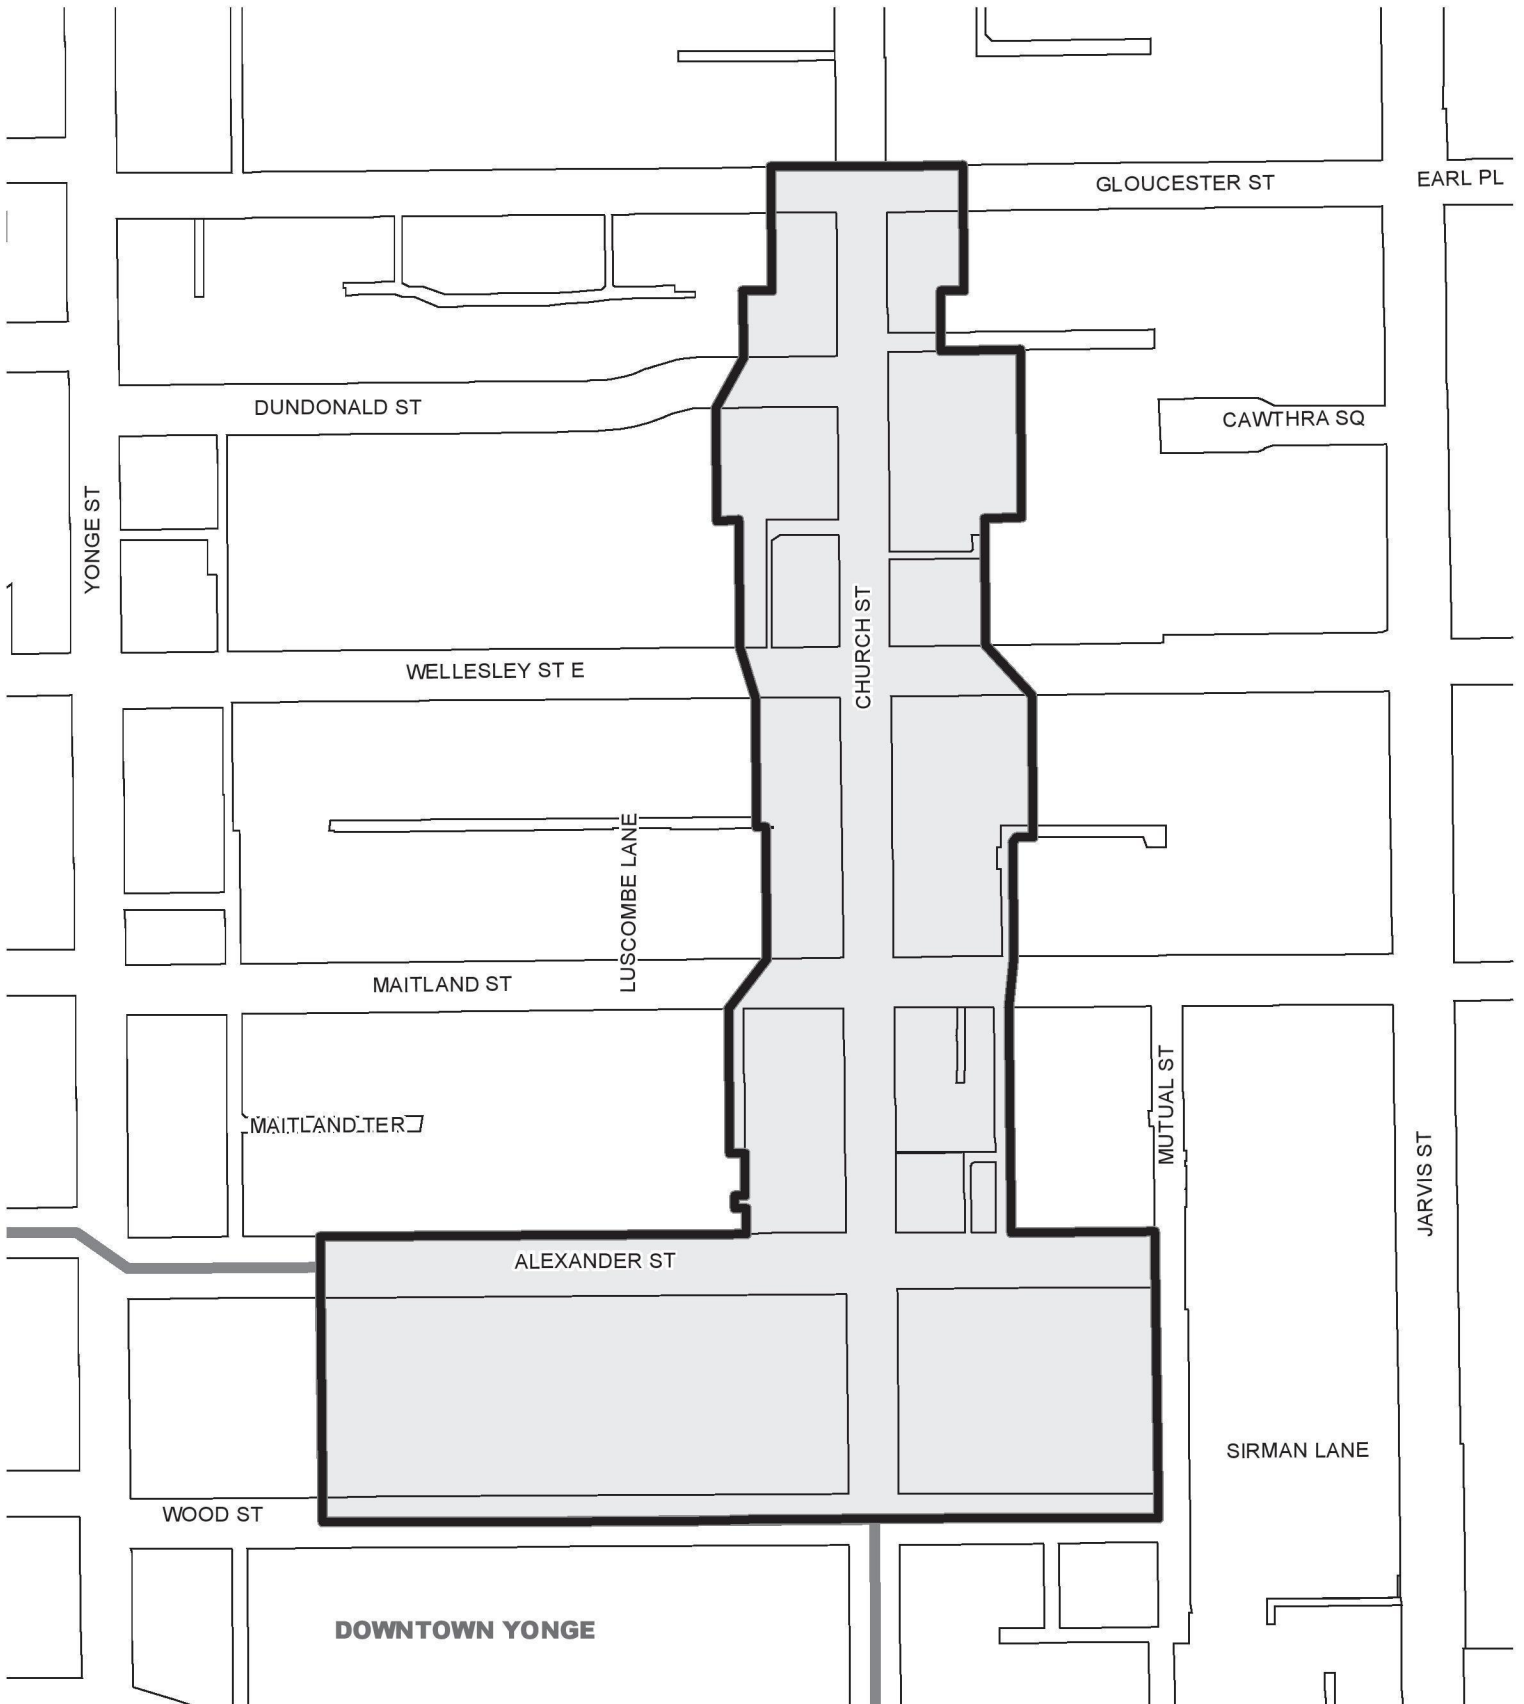 GLOUCESTER ST
EARL PL
DUNDONALD ST
CAWTHRA SQ
YONGE ST
CHURCH ST
WELLESLEY ST E
LUSCOMBE LANE
MAITLAND ST
MUTUAL ST
MAITLAND TER
JARVIS ST
ALEXANDER ST
SIRMAN LANE
WOOD ST
DOWNTOWN YONGE